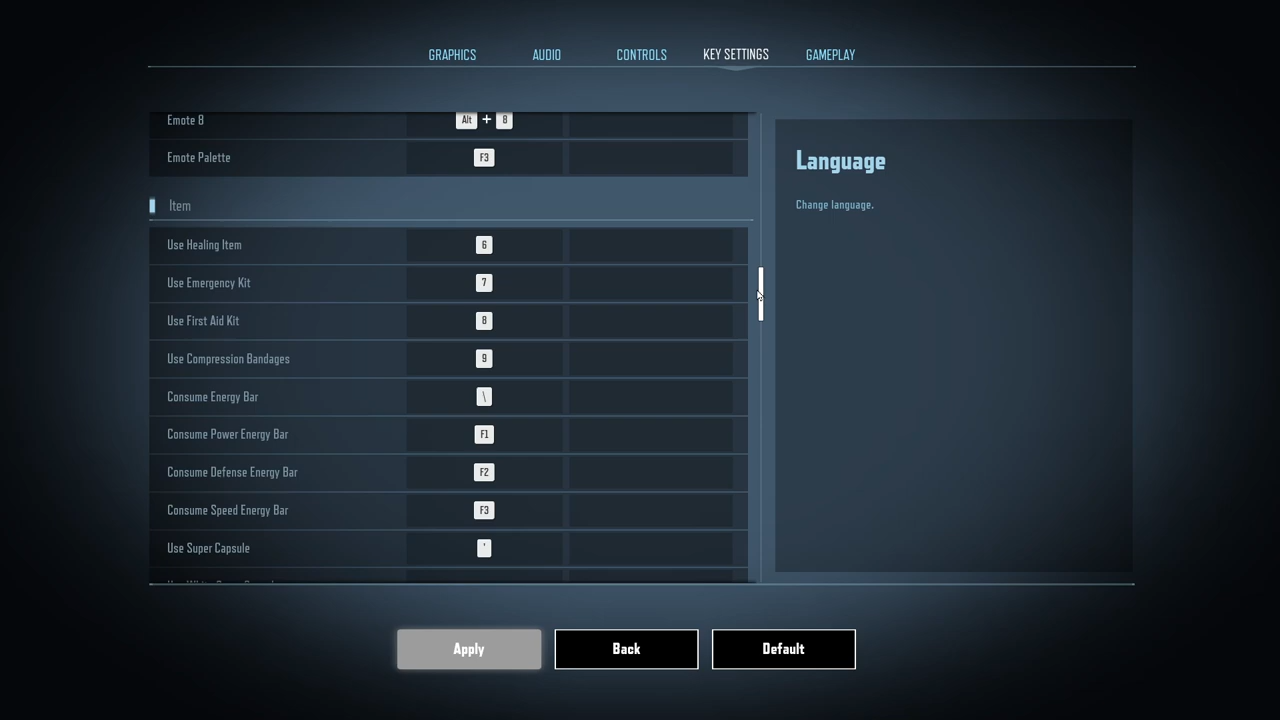 GRAPHICS AUDIO CONTROLS KEY SETTINGS GAMEPLAY
Emote 8 Alt + 8
Emote Palette F3
Item
Use Healing Item 6
Use Emergency Kit 7
Use First Aid Kit 8
Use Compression Bandages 9
Consume Energy Bar \
Consume Power Energy Bar F1
Consume Defense Energy Bar F2
Consume Speed Energy Bar F3
Use Super Capsule '
Language
Change language.
Apply Back Default